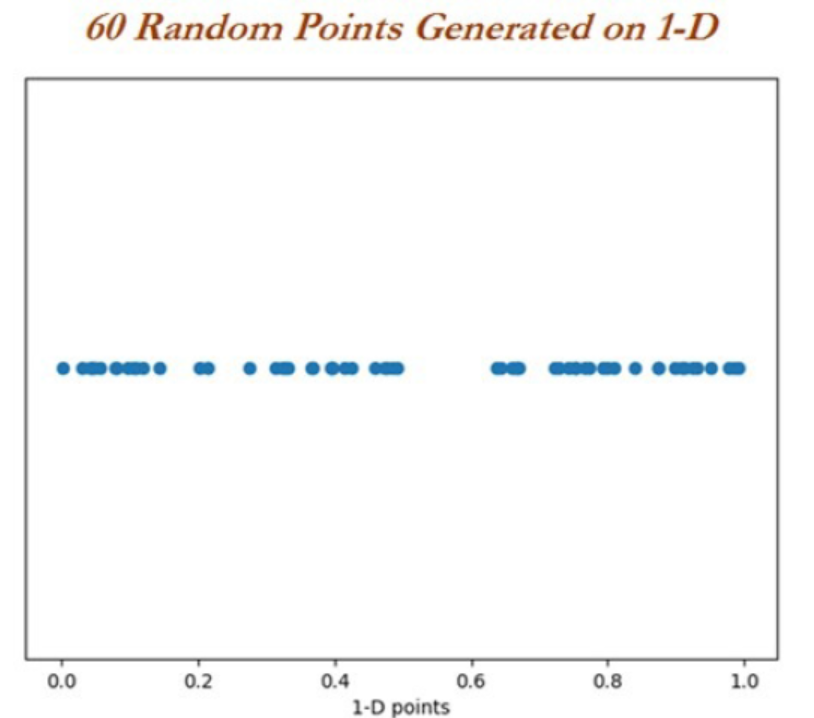 60 Random Points Generated on 1-D
0.0 0.2 0.4 0.6 0.8 1.0
1-D points